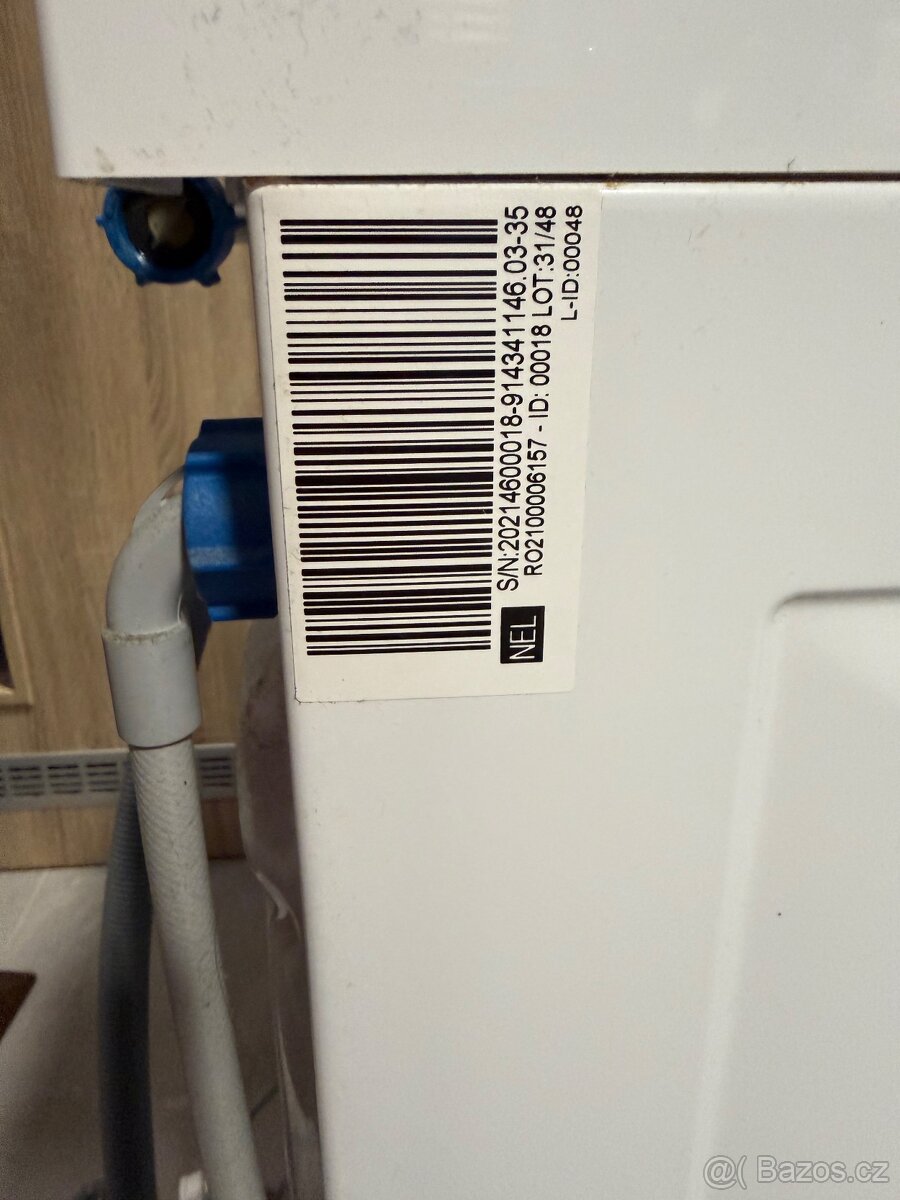 S/N:20214600018-914341146.03-35
RO2100006157 - ID: 00018 LOT:31/48
L-ID:00048
NEL
@( Bazos.cz